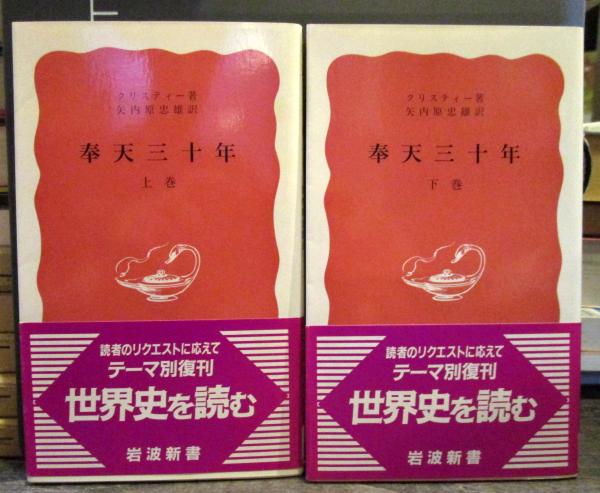 クリスティー著
矢内原忠雄訳
奉天三十年
上巻
読者のリクエストに応えて
テーマ別復刊
世界史を読む
岩波新書
クリスティー著
矢内原忠雄訳
奉天三十年
下巻
読者のリクエストに応えて
テーマ別復刊
世界史を読む
岩波新書